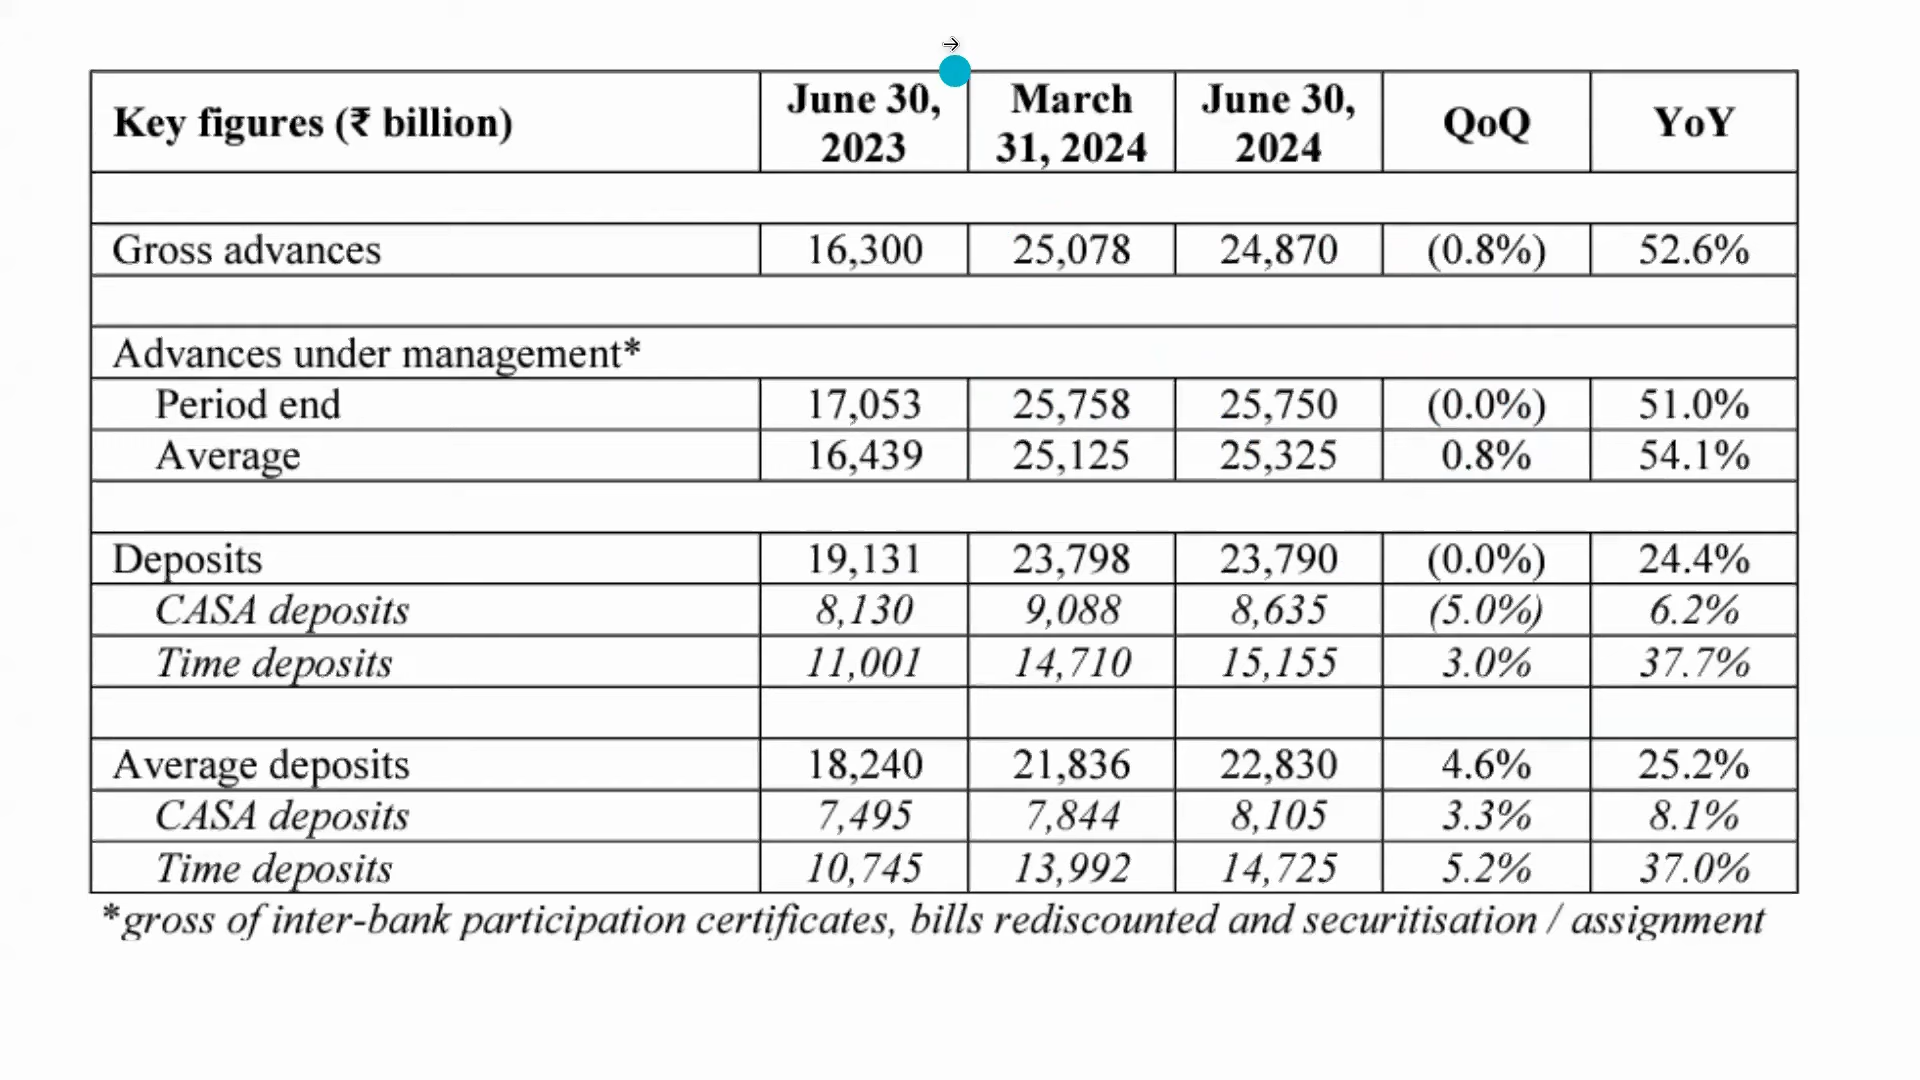 Key figures (₹ billion) June 30, 2023 March 31, 2024 June 30, 2024 QoQ YoY
Gross advances 16,300 25,078 24,870 (0.8%) 52.6%
Advances under management*
Period end 17,053 25,758 25,750 (0.0%) 51.0%
Average 16,439 25,125 25,325 0.8% 54.1%
Deposits 19,131 23,798 23,790 (0.0%) 24.4%
CASA deposits 8,130 9,088 8,635 (5.0%) 6.2%
Time deposits 11,001 14,710 15,155 3.0% 37.7%
Average deposits 18,240 21,836 22,830 4.6% 25.2%
CASA deposits 7,495 7,844 8,105 3.3% 8.1%
Time deposits 10,745 13,992 14,725 5.2% 37.0%
*gross of inter-bank participation certificates, bills rediscounted and securitisation / assignment